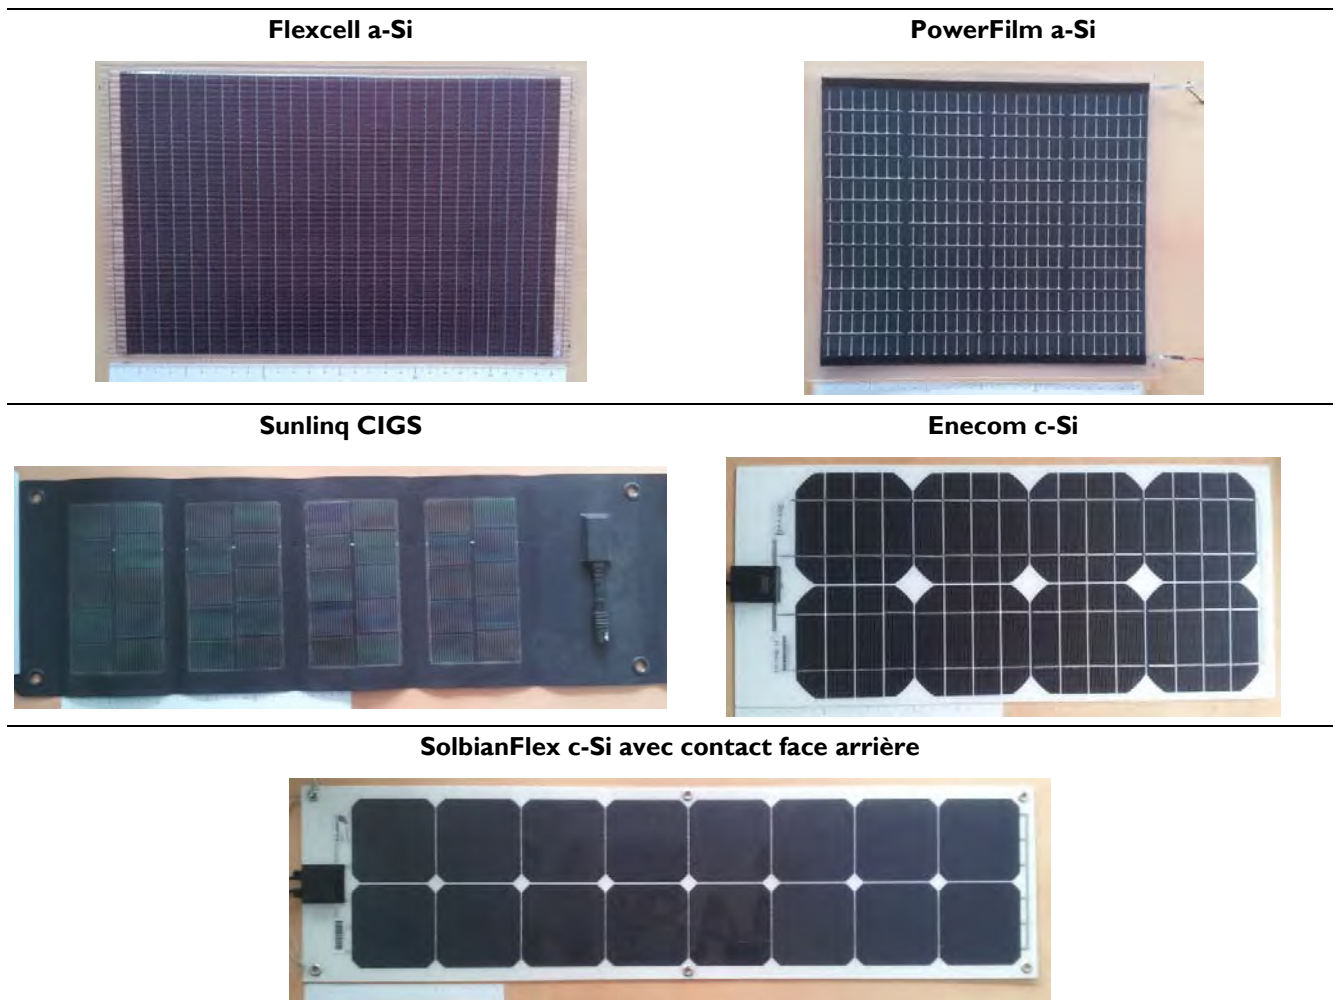 Flexcell a-Si
PowerFilm a-Si
Sunlinq CIGS
Enecom c-Si
SolbianFlex c-Si avec contact face arrière